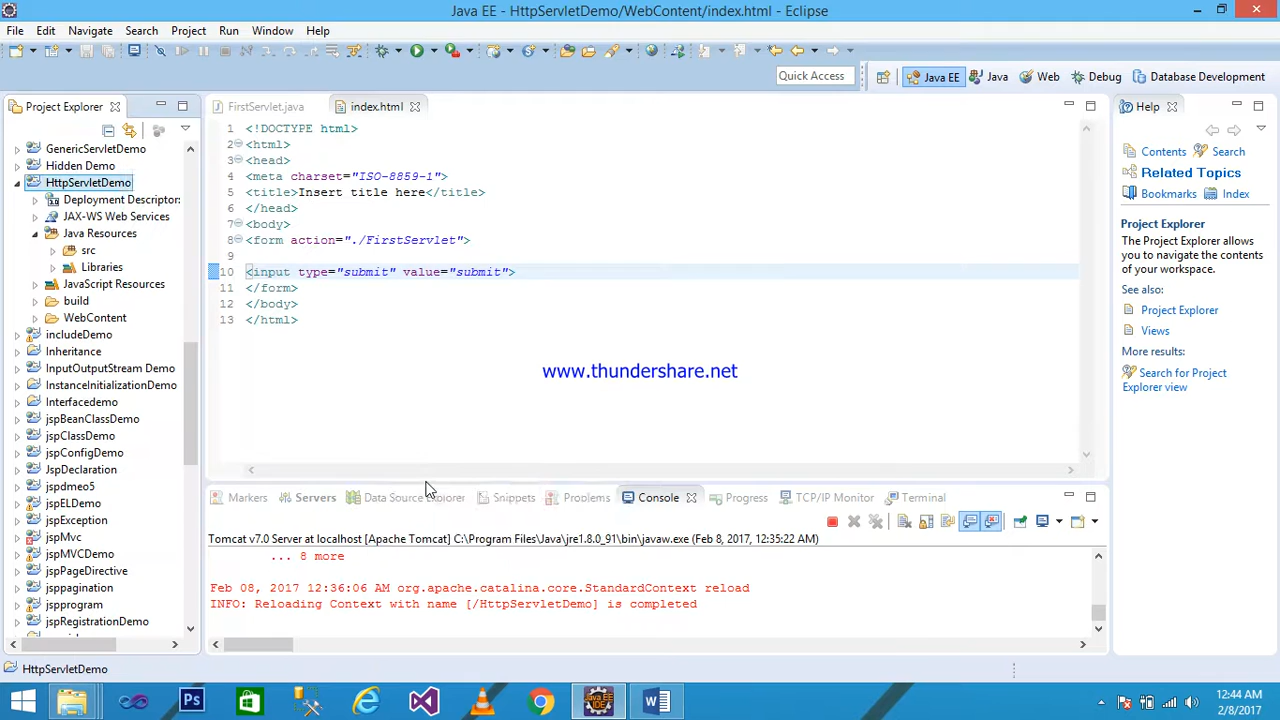 Java EE - HttpServletDemo/WebContent/index.html - Eclipse
File Edit Navigate Search Project Run Window Help
Quick Access
Java EE Java Web Debug Database Development
Project Explorer
GenericServletDemo
Hidden Demo
HttpServletDemo
Deployment Descriptor:
JAX-WS Web Services
Java Resources
src
Libraries
JavaScript Resources
build
WebContent
includeDemo
Inheritance
InputOutputStream Demo
InstanceInitializationDemo
Interfacedemo
jspBeanClassDemo
jspClassDemo
jspConfigDemo
JspDeclaration
jspdmeo5
jspELDemo
jspException
jspMvc
jspMVCDemo
jspPageDirective
jsppagination
jspprogram
jspRegistrationDemo
FirstServlet.java index.html
1 <!DOCTYPE html>
2 <html>
3 <head>
4 <meta charset="ISO-8859-1">
5 <title>Insert title here</title>
6 </head>
7 <body>
8 <form action="./FirstServlet">
9
10 <input type="submit" value="submit">
11 </form>
12 </body>
13 </html>
www.thundershare.net
Markers Servers Data Source Explorer Snippets Problems Console Progress TCP/IP Monitor Terminal
Tomcat v7.0 Server at localhost [Apache Tomcat] C:\Program Files\Java\jre1.8.0_91\bin\javaw.exe (Feb 8, 2017, 12:35:22 AM)
... 8 more
Feb 08, 2017 12:36:06 AM org.apache.catalina.core.StandardContext reload
INFO: Reloading Context with name [/HttpServletDemo] is completed
Help
Contents Search
Related Topics
Bookmarks Index
Project Explorer
The Project Explorer allows
you to navigate the contents
of your workspace.
See also:
Project Explorer
Views
More results:
Search for Project
Explorer view
HttpServletDemo
Ps
Java EE
IDE
12:44 AM
2/8/2017